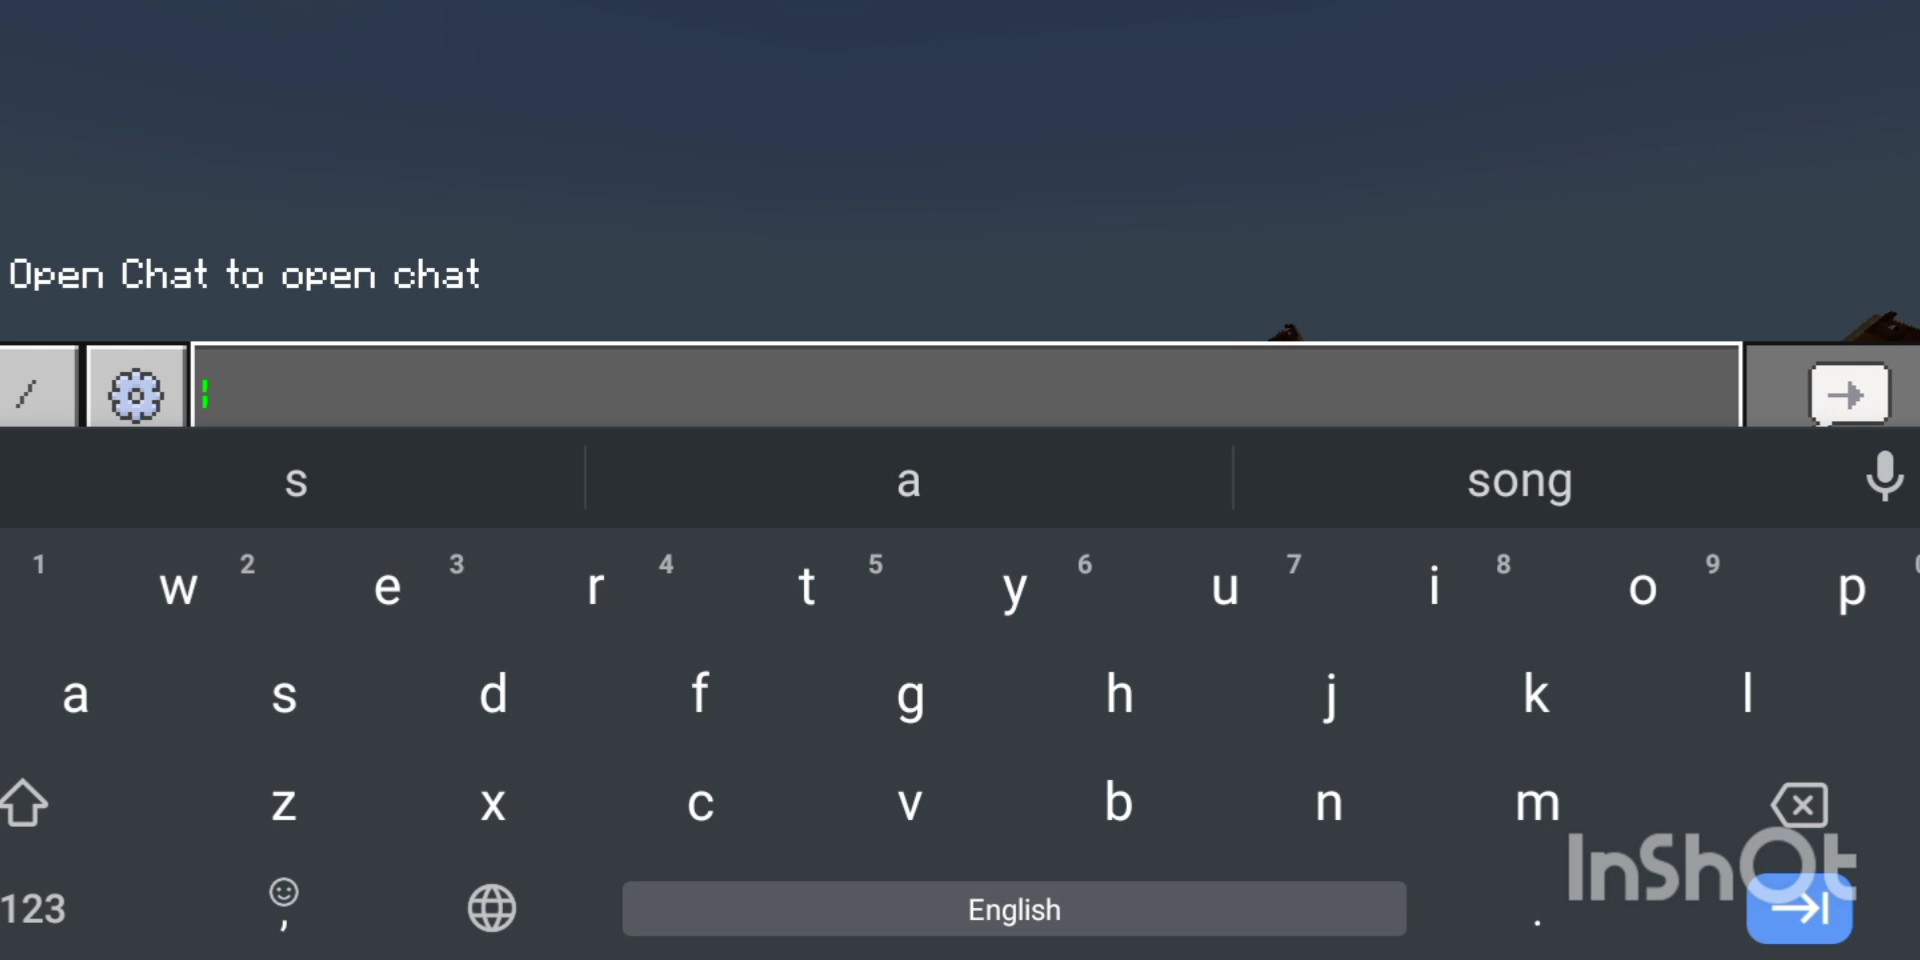 Open Chat to open chat
/
s a song
1 2 3 4 5 6 7 8 9
w e r t y u i o p
a s d f g h j k l
z x c v b n m
InShOt
123 , English .